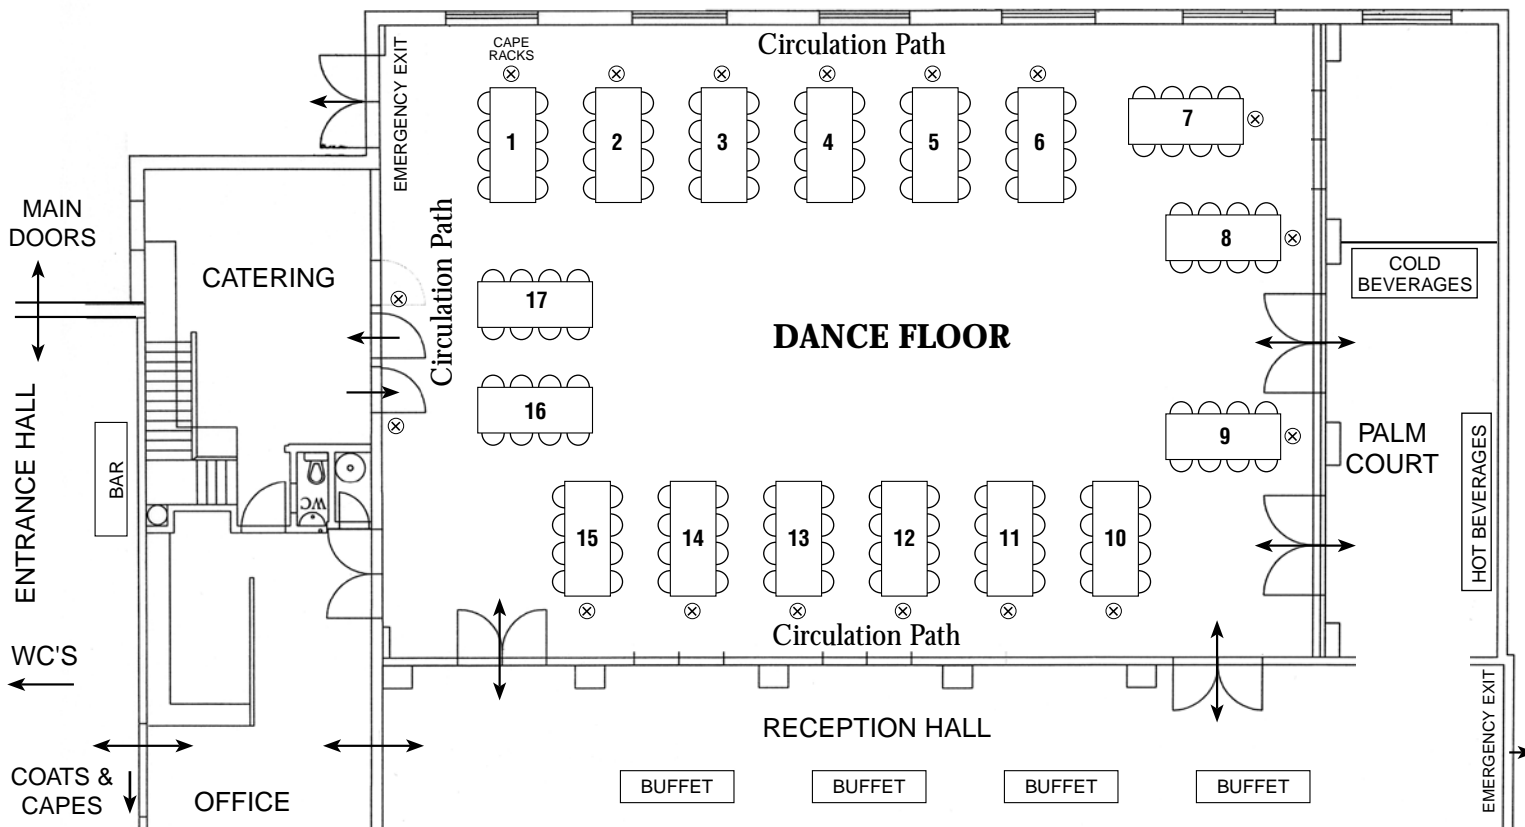 CAPE
RACKS
Circulation Path
EMERGENCY EXIT
1
2
3
4
5
6
7
MAIN
DOORS
Circulation Path
8
CATERING
COLD
BEVERAGES
17
DANCE FLOOR
ENTRANCE HALL
BAR
16
9
PALM
COURT
HOT BEVERAGES
WC
15
14
13
12
11
10
Circulation Path
WC'S
RECEPTION HALL
EMERGENCY EXIT
COATS &
CAPES
OFFICE
BUFFET
BUFFET
BUFFET
BUFFET